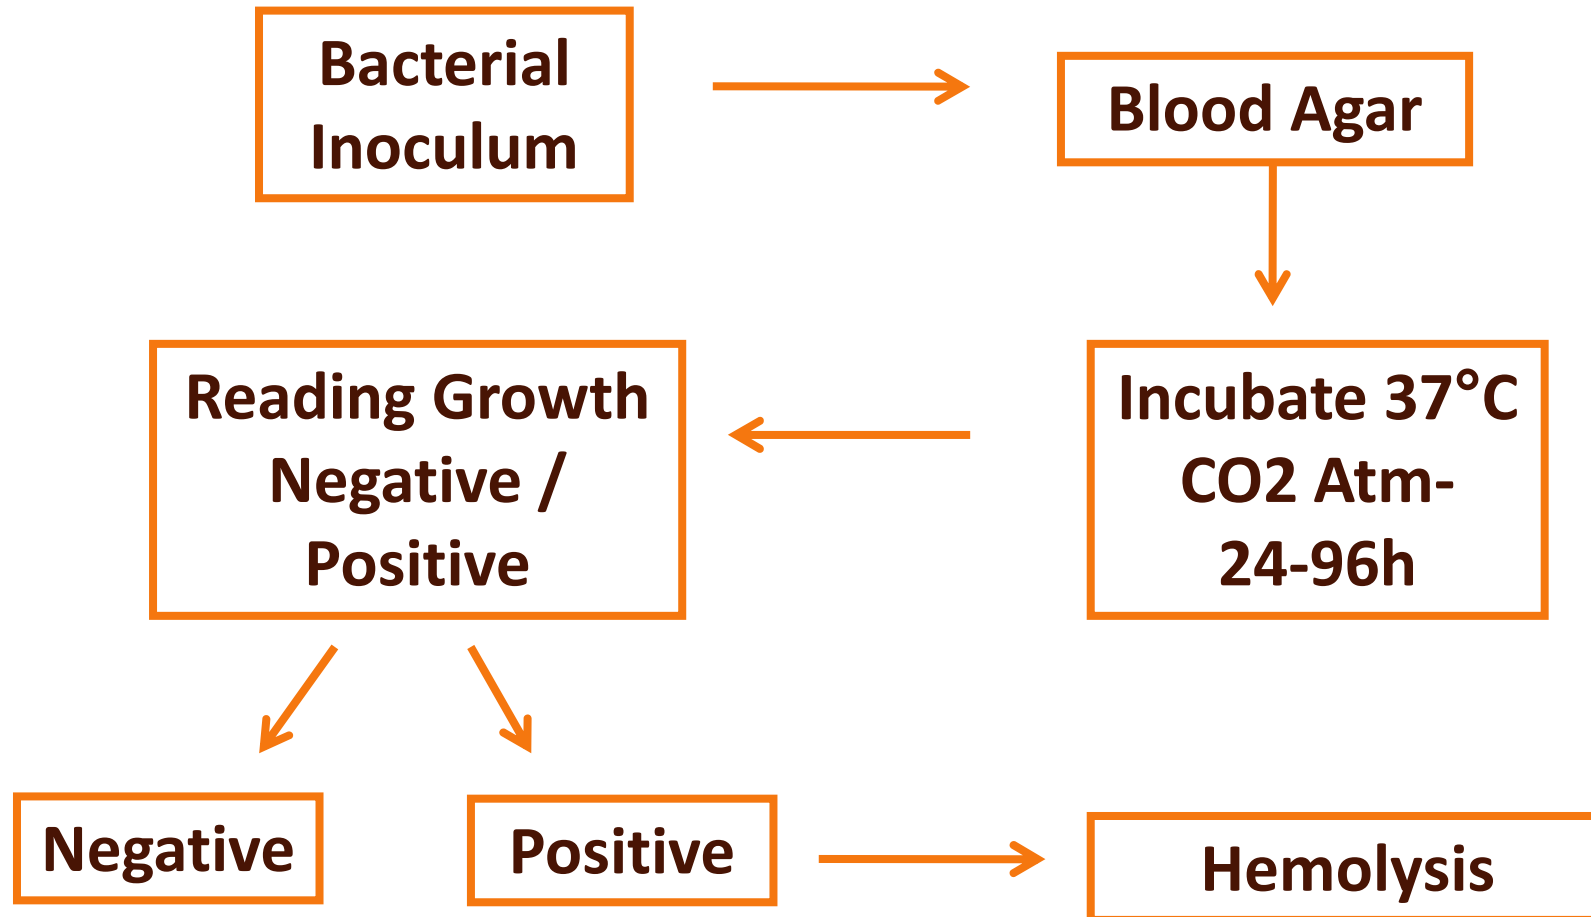 Bacterial
Inoculum
Blood Agar
Incubate 37°C
CO2 Atm-
24-96h
Reading Growth
Negative /
Positive
Negative
Positive
Hemolysis